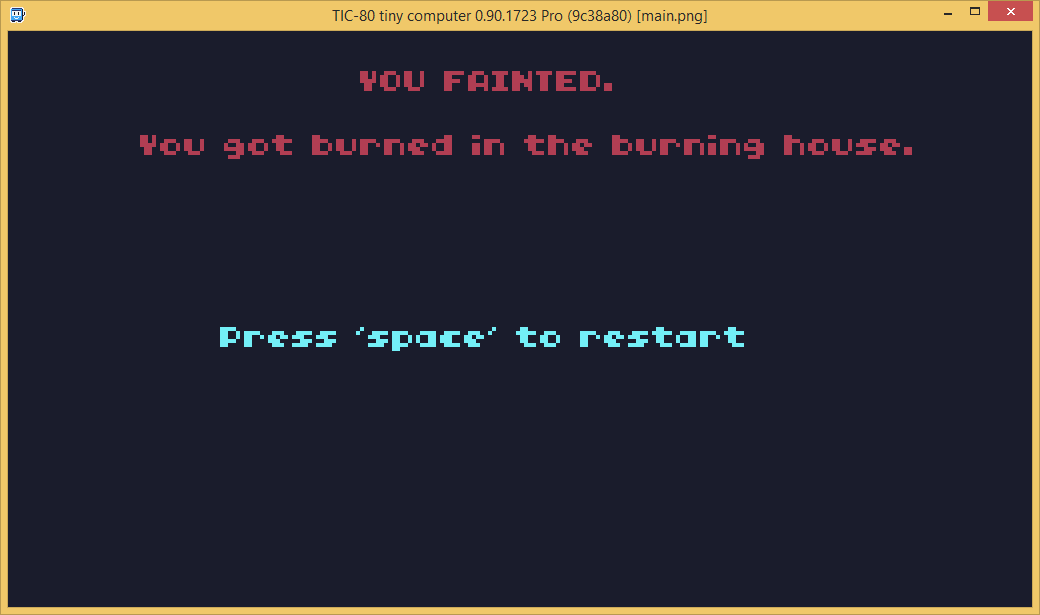 TIC-80 tiny computer 0.90.1723 Pro (9c38a80) [main.png]
YOU FAINTED.
You got burned in the burning house.
Press 'space' to restart